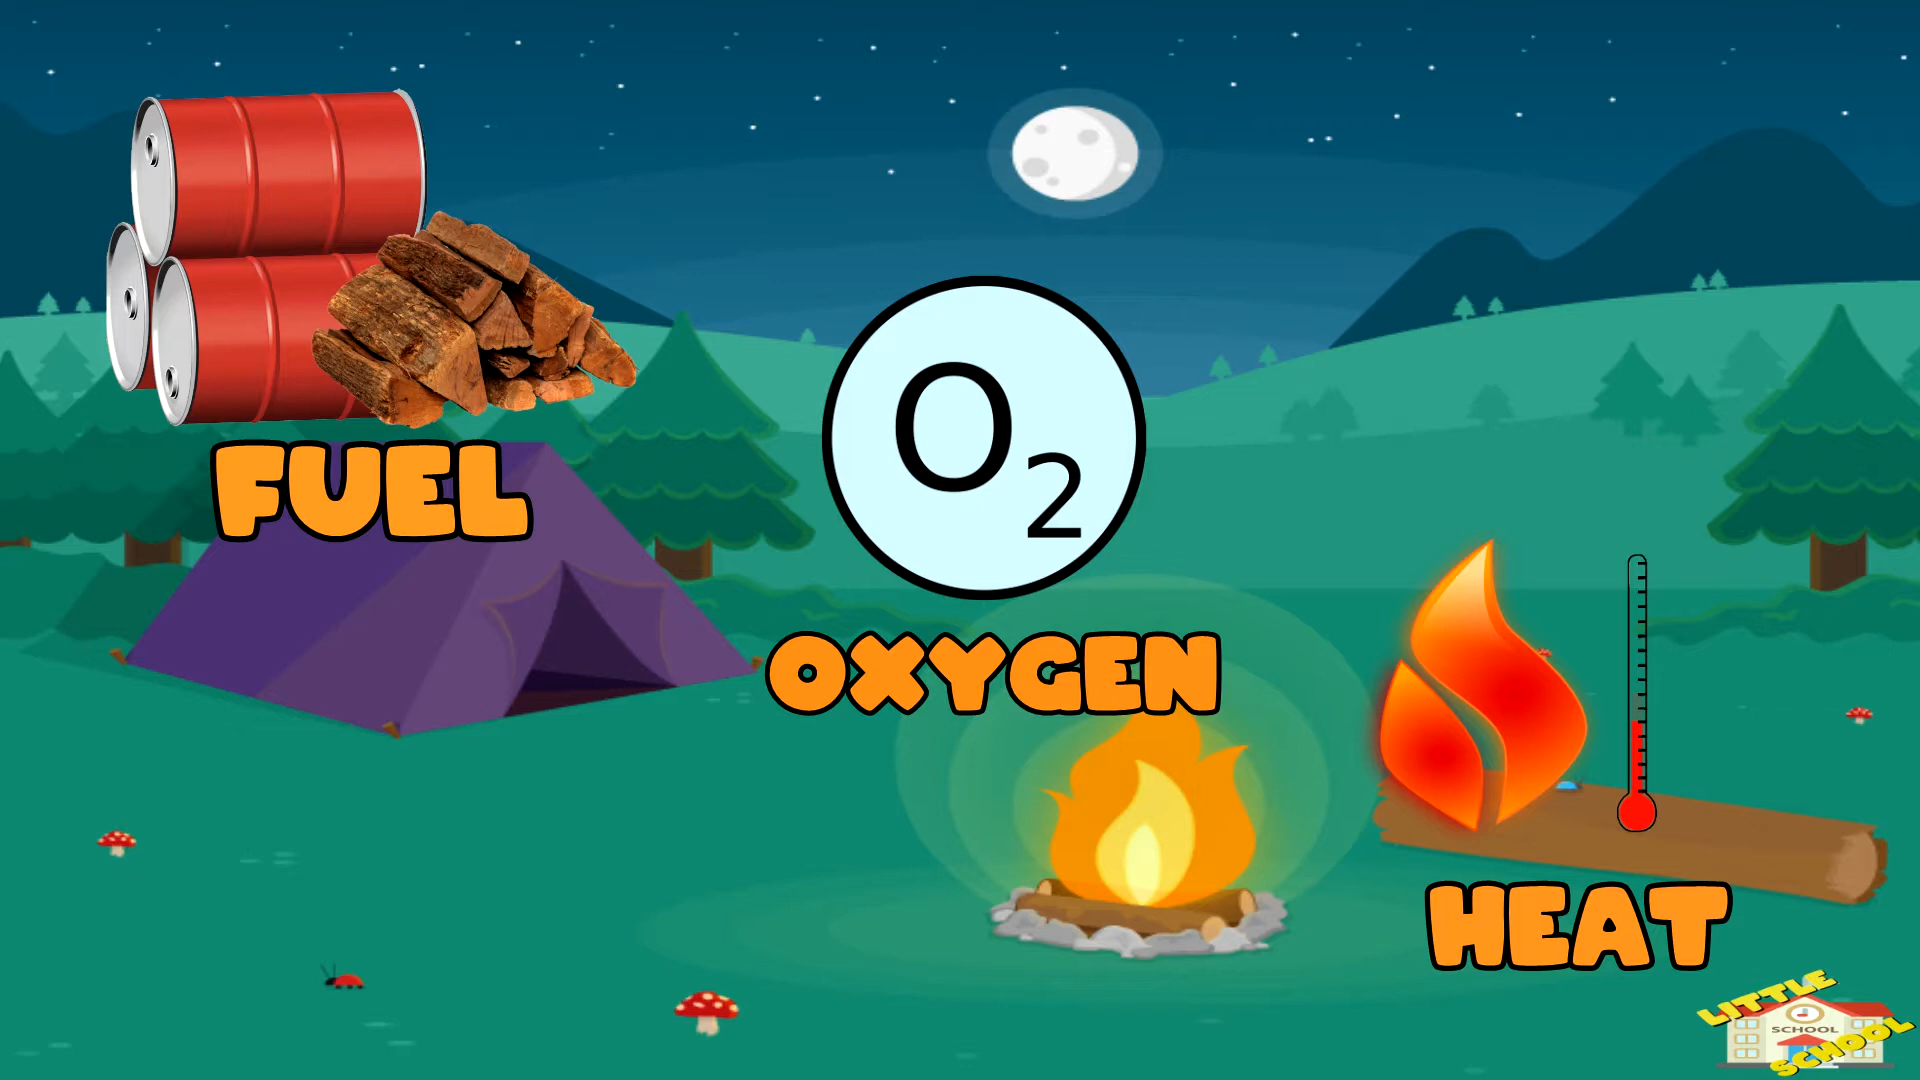 O2
FUEL
OXYGEN
HEAT
LITTLE
SCHOOL
SCHOOL